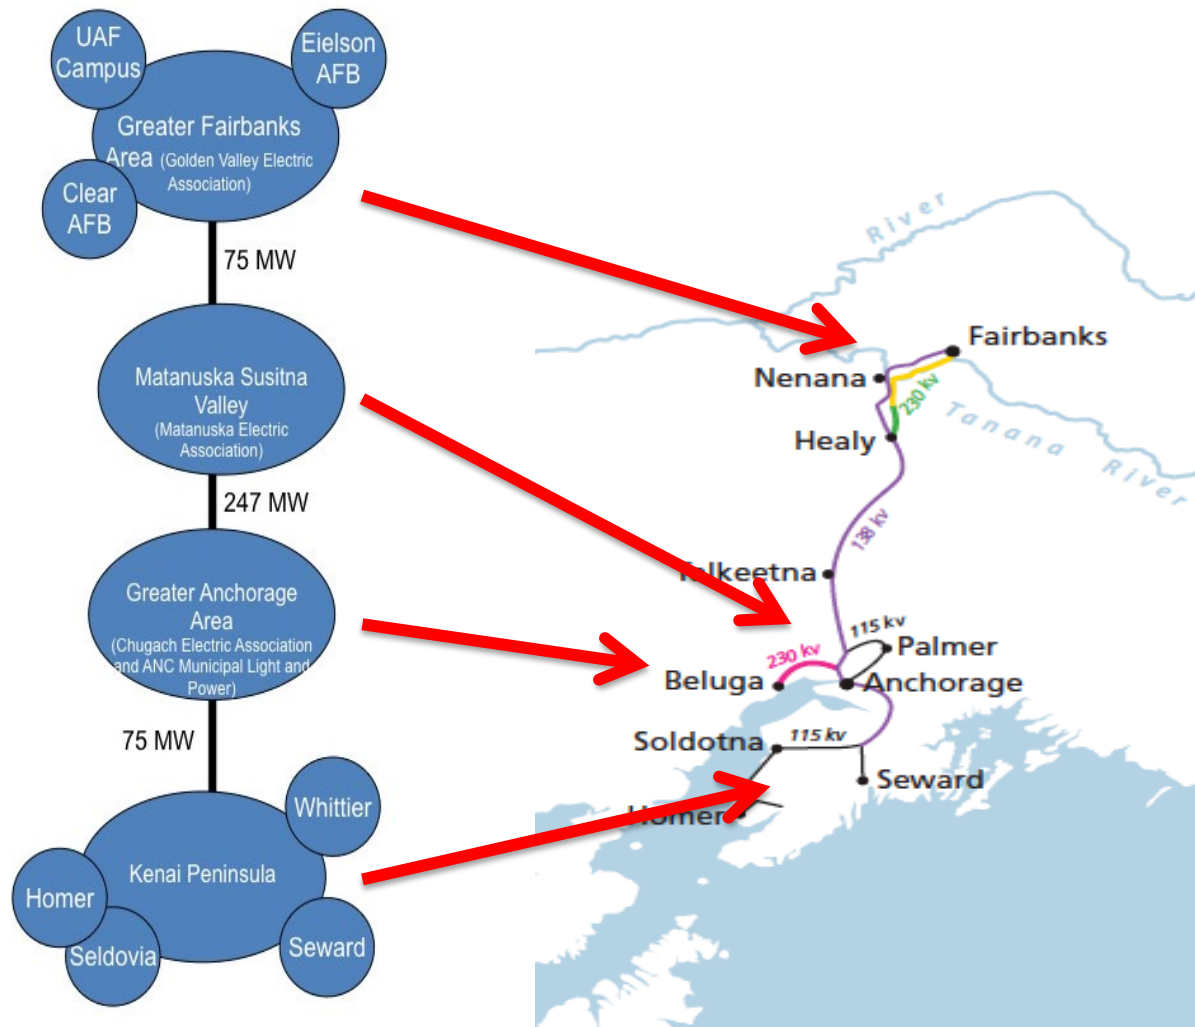 UAF
Campus
Eielson
AFB
Greater Fairbanks
Area (Golden Valley Electric
Association)
Clear
AFB
75 MW
Matanuska Susitna
Valley
(Matanuska Electric
Association)
247 MW
Greater Anchorage
Area
(Chugach Electric Association
and ANC Municipal Light and
Power)
75 MW
Whittier
Kenai Peninsula
Homer
Seldovia
Seward
River
Fairbanks
Nenana
230 kv
Tanana River
Healy
138 kv
Talkeetna
115 kv
Palmer
230 kv
Beluga
Anchorage
Soldotna
115 kv
Seward
Homer